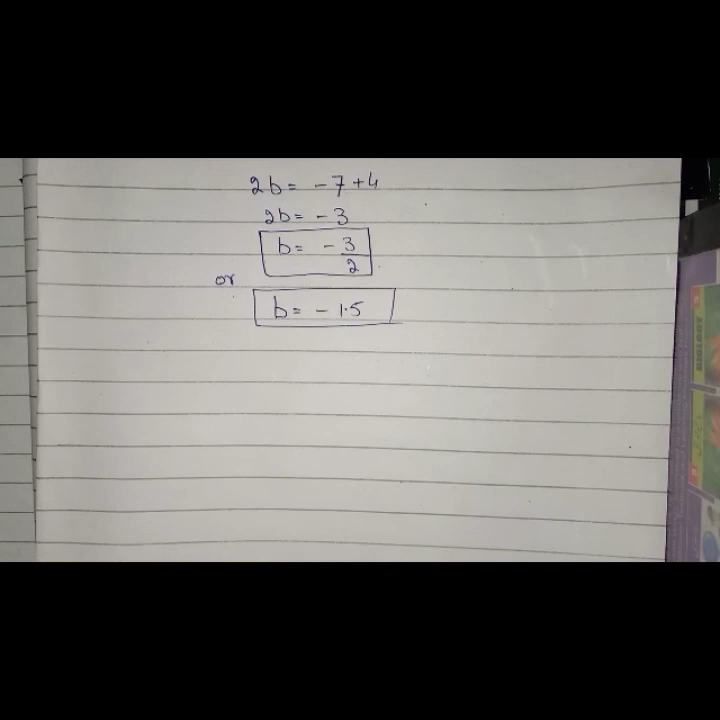 2b = -7+4
2b = -3
b = -3/2
or
b = -1.5